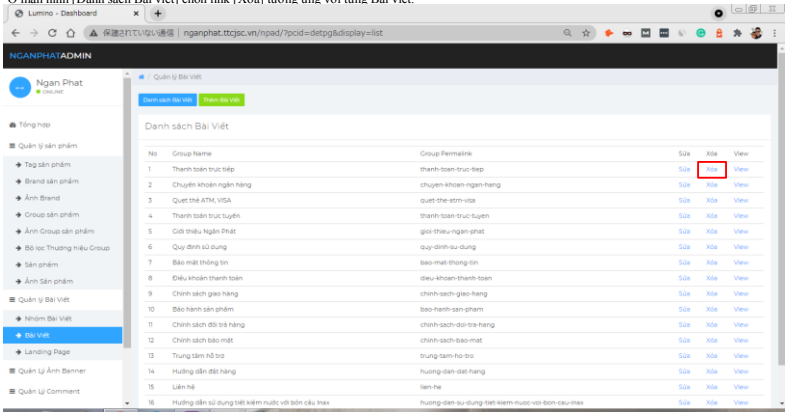 Ở màn hình [Danh sách Bài Viết] chọn link [Xóa] tương ứng với từng Bài Viết.
Lumino - Dashboard
保護されていない通信 | nganphat.ttcjsc.vn/npad/?pcid=detpg&display=list
NGANPHATADMIN
Ngan Phat
ONLINE
/ Quản lý Bài Viết
Danh sách Bài Viết Thêm Bài Viết
Tổng hợp
Quản lý sản phẩm
Tag sản phẩm
Brand sản phẩm
Ảnh Brand
Group sản phẩm
Ảnh Group sản phẩm
Bộ lọc Thương hiệu Group
Sản phẩm
Ảnh Sản phẩm
Quản lý Bài Viết
Nhóm Bài Viết
Bài Viết
Landing Page
Quản Lý Ảnh Banner
Quản Lý Comment
Danh sách Bài Viết
No Group Name Group Permalink Sửa Xóa View
1 Thanh toán trực tiếp thanh-toan-truc-tiep Sửa Xóa View
2 Chuyển khoản ngân hàng chuyen-khoan-ngan-hang Sửa Xóa View
3 Quẹt thẻ ATM, VISA quet-the-atm-visa Sửa Xóa View
4 Thanh toán trực tuyến thanh-toan-truc-tuyen Sửa Xóa View
5 Giới thiệu Ngân Phát gioi-thieu-ngan-phat Sửa Xóa View
6 Quy định sử dụng quy-dinh-su-dung Sửa Xóa View
7 Bảo mật thông tin bao-mat-thong-tin Sửa Xóa View
8 Điều khoản thanh toán dieu-khoan-thanh-toan Sửa Xóa View
9 Chính sách giao hàng chinh-sach-giao-hang Sửa Xóa View
10 Bảo hành sản phẩm bao-hanh-san-pham Sửa Xóa View
11 Chính sách đổi trả hàng chinh-sach-doi-tra-hang Sửa Xóa View
12 Chính sách bảo mật chinh-sach-bao-mat Sửa Xóa View
13 Trung tâm hỗ trợ trung-tam-ho-tro Sửa Xóa View
14 Hướng dẫn đặt hàng huong-dan-dat-hang Sửa Xóa View
15 Liên hệ lien-he Sửa Xóa View
16 Hướng dẫn sử dụng tiết kiệm nước với bồn cầu Inax huong-dan-su-dung-tiet-kiem-nuoc-voi-bon-cau-inax Sửa Xóa View